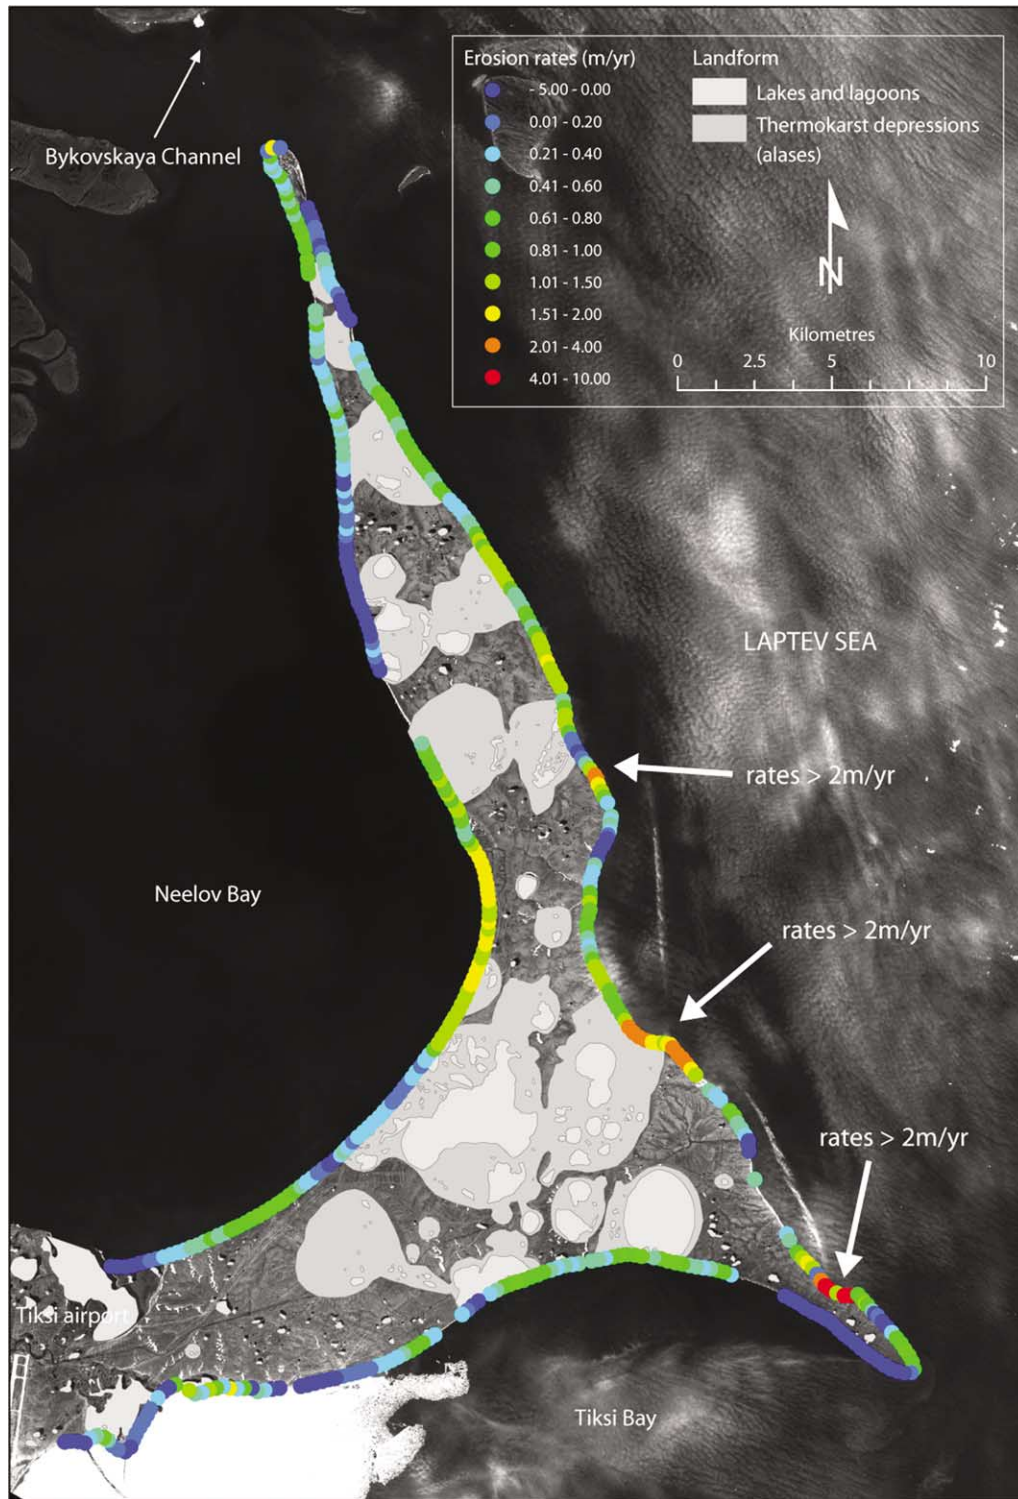 Erosion rates (m/yr)
- 5.00 - 0.00
0.01 - 0.20
0.21 - 0.40
0.41 - 0.60
0.61 - 0.80
0.81 - 1.00
1.01 - 1.50
1.51 - 2.00
2.01 - 4.00
4.01 - 10.00
Landform
Lakes and lagoons
Thermokarst depressions
(alases)
N
Kilometres
0 2.5 5 10
Bykovskaya Channel
LAPTEV SEA
rates > 2m/yr
Neelov Bay
rates > 2m/yr
rates > 2m/yr
Tiksi airport
Tiksi Bay